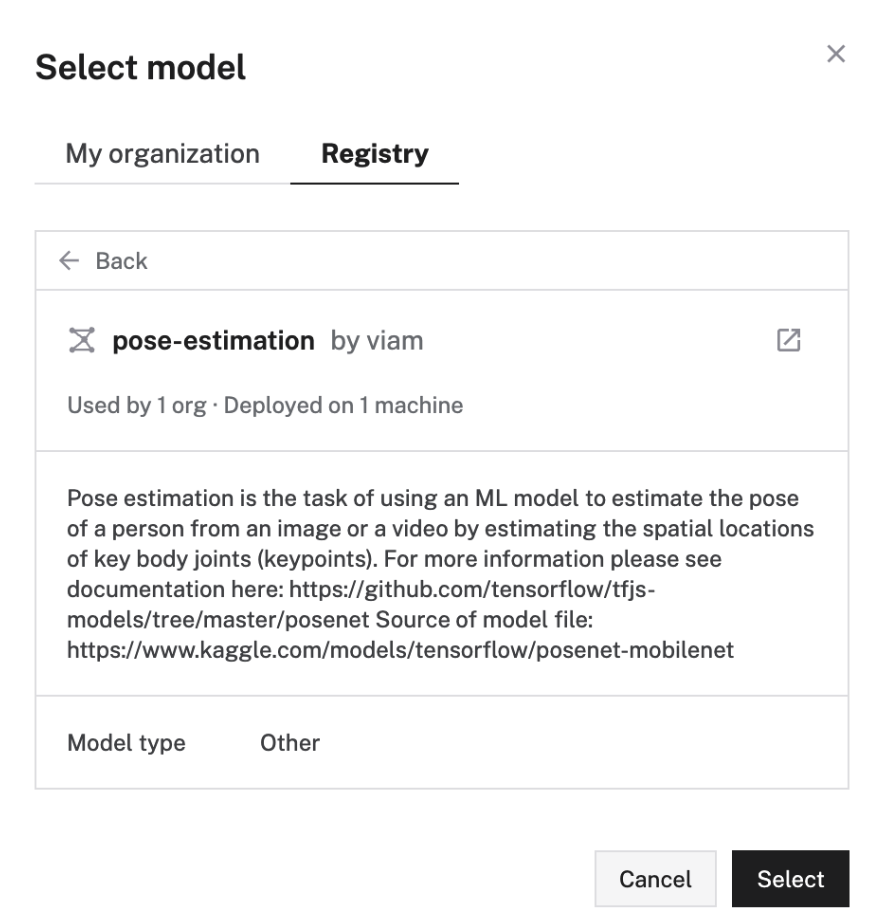 Select model
My organization
Registry
Back
pose-estimation by viam
Used by 1 org · Deployed on 1 machine
Pose estimation is the task of using an ML model to estimate the pose
of a person from an image or a video by estimating the spatial locations
of key body joints (keypoints). For more information please see
documentation here: https://github.com/tensorflow/tfjs-
models/tree/master/posenet Source of model file:
https://www.kaggle.com/models/tensorflow/posenet-mobilenet
Model type Other
Cancel Select